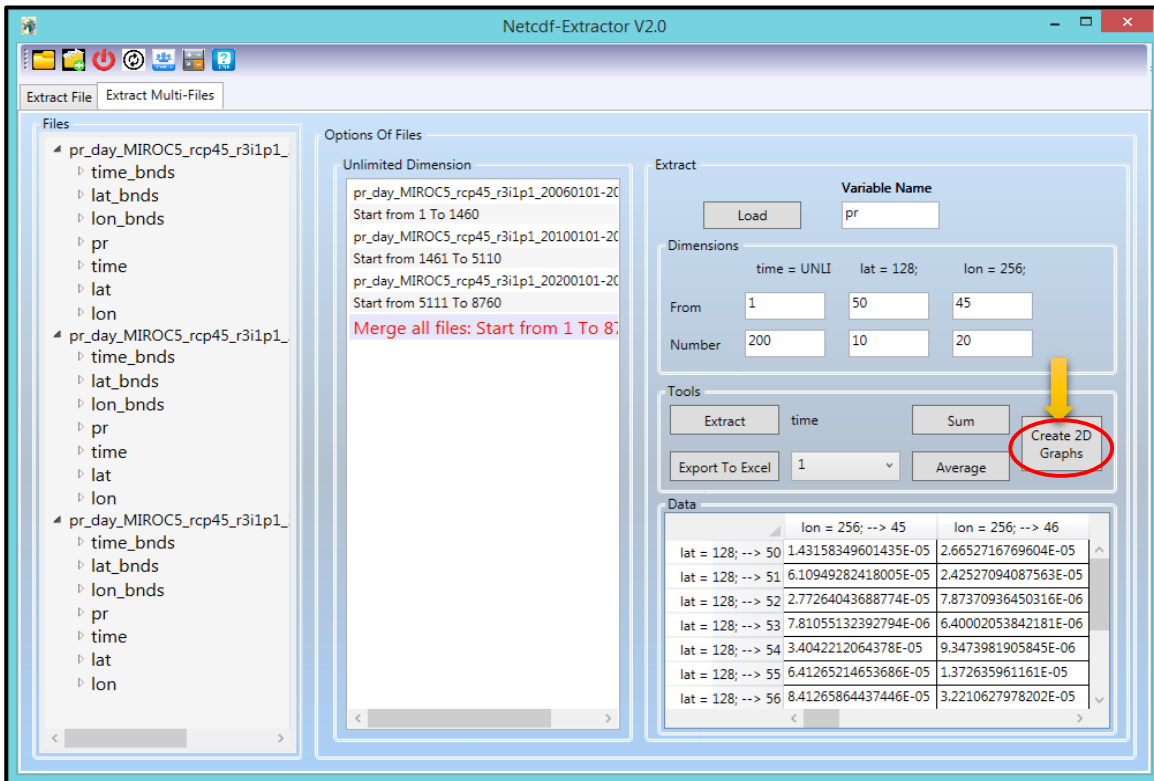 Netcdf-Extractor V2.0
Extract File
Extract Multi-Files
Files
pr_day_MIROC5_rcp45_r3i1p1_
time_bnds
lat_bnds
lon_bnds
pr
time
lat
lon
pr_day_MIROC5_rcp45_r3i1p1_
time_bnds
lat_bnds
lon_bnds
pr
time
lat
lon
pr_day_MIROC5_rcp45_r3i1p1_
time_bnds
lat_bnds
lon_bnds
pr
time
lat
lon
Options Of Files
Unlimited Dimension
pr_day_MIROC5_rcp45_r3i1p1_20060101-20
Start from 1 To 1460
pr_day_MIROC5_rcp45_r3i1p1_20100101-20
Start from 1461 To 5110
pr_day_MIROC5_rcp45_r3i1p1_20200101-20
Start from 5111 To 8760
Merge all files: Start from 1 To 87
Extract
Variable Name
Load pr
Dimensions
time = UNLI lat = 128; lon = 256;
From 1 50 45
Number 200 10 20
Tools
Extract time Sum
Create 2D
Graphs
Export To Excel 1 Average
Data
lon = 256; --> 45 lon = 256; --> 46
lat = 128; --> 50 1.43158349601435E-05 2.6652716769604E-05
lat = 128; --> 51 6.10949282418005E-05 2.42527094087563E-05
lat = 128; --> 52 2.77264043688774E-05 7.87370936450316E-06
lat = 128; --> 53 7.81055132392794E-06 6.40002053842181E-06
lat = 128; --> 54 3.4042212064378E-05 9.3473981905845E-06
lat = 128; --> 55 6.41265214653686E-05 1.372635961161E-05
lat = 128; --> 56 8.41265864437446E-05 3.2210627978202E-05